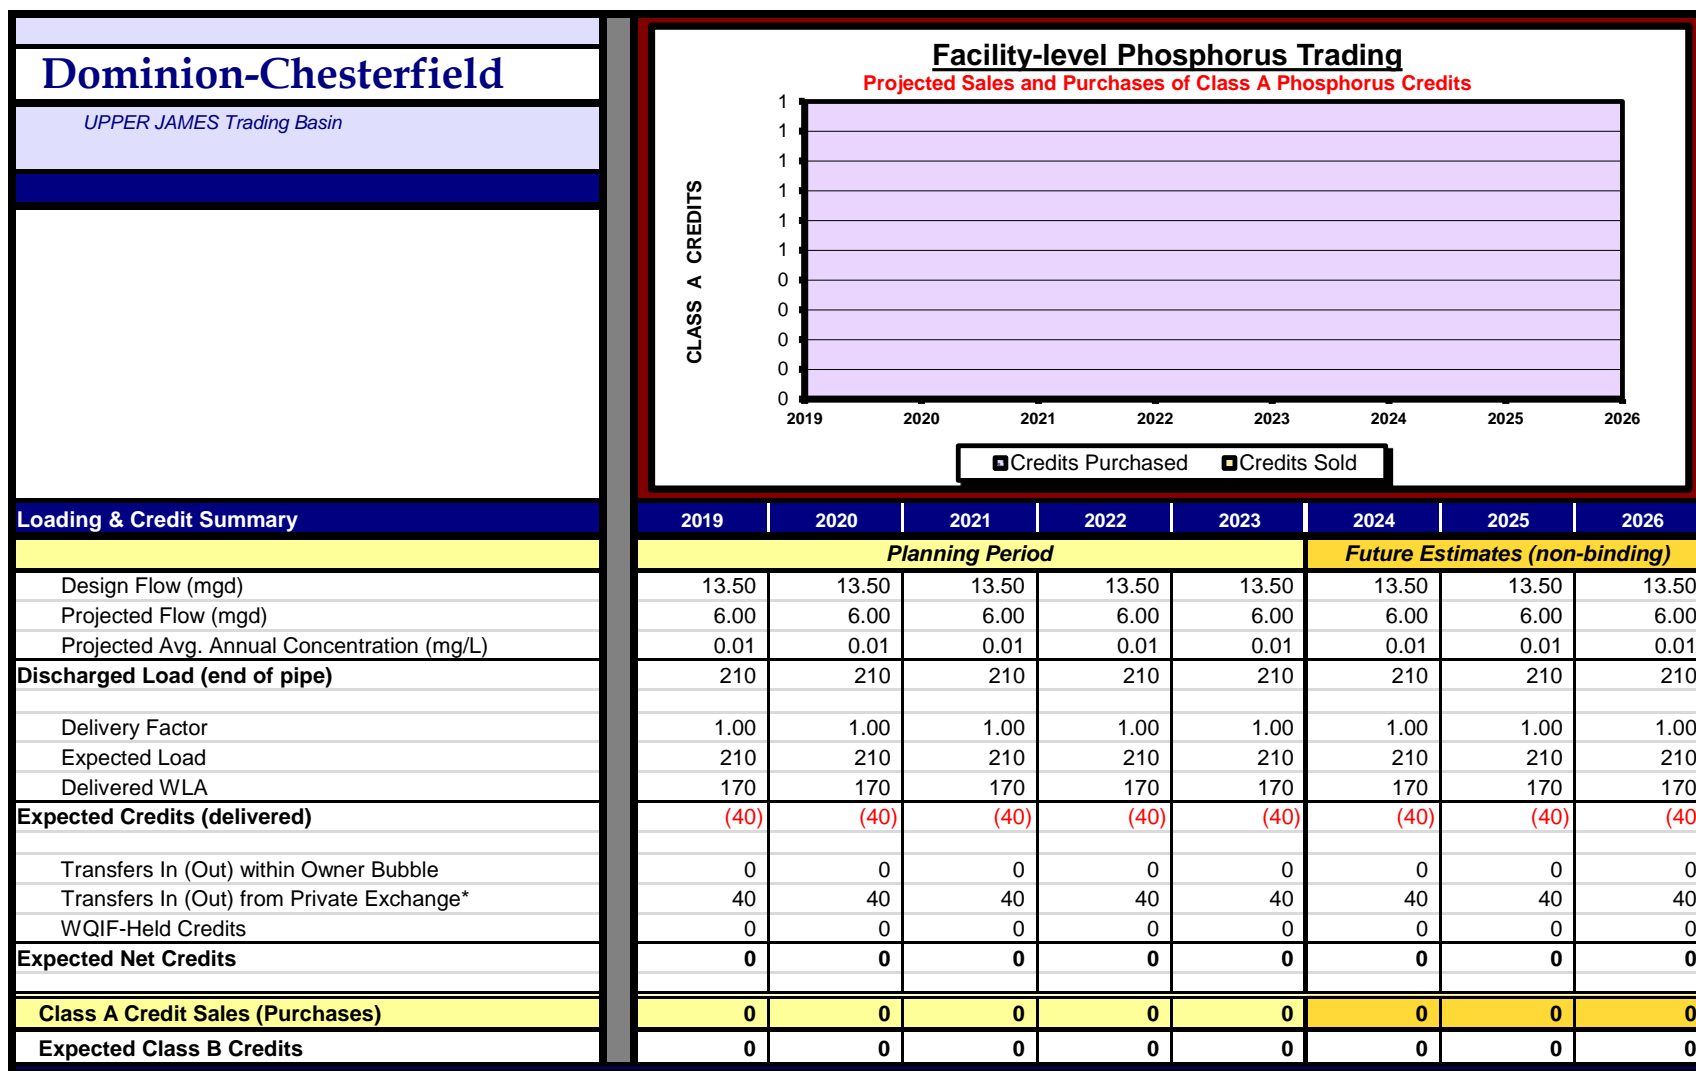 Dominion-Chesterfield
UPPER JAMES Trading Basin
Facility-level Phosphorus Trading
Projected Sales and Purchases of Class A Phosphorus Credits
CLASS A CREDITS
1
1
1
1
1
1
0
0
0
0
0
2019 2020 2021 2022 2023 2024 2025 2026
Credits Purchased Credits Sold
Loading & Credit Summary 2019 2020 2021 2022 2023 2024 2025 2026
Planning Period Future Estimates (non-binding)
Design Flow (mgd) 13.50 13.50 13.50 13.50 13.50 13.50 13.50 13.50
Projected Flow (mgd) 6.00 6.00 6.00 6.00 6.00 6.00 6.00 6.00
Projected Avg. Annual Concentration (mg/L) 0.01 0.01 0.01 0.01 0.01 0.01 0.01 0.01
Discharged Load (end of pipe) 210 210 210 210 210 210 210 210
Delivery Factor 1.00 1.00 1.00 1.00 1.00 1.00 1.00 1.00
Expected Load 210 210 210 210 210 210 210 210
Delivered WLA 170 170 170 170 170 170 170 170
Expected Credits (delivered) (40) (40) (40) (40) (40) (40) (40) (40
Transfers In (Out) within Owner Bubble 0 0 0 0 0 0 0 0
Transfers In (Out) from Private Exchange* 40 40 40 40 40 40 40 40
WQIF-Held Credits 0 0 0 0 0 0 0 0
Expected Net Credits 0 0 0 0 0 0 0 0
Class A Credit Sales (Purchases) 0 0 0 0 0 0 0 0
Expected Class B Credits 0 0 0 0 0 0 0 0